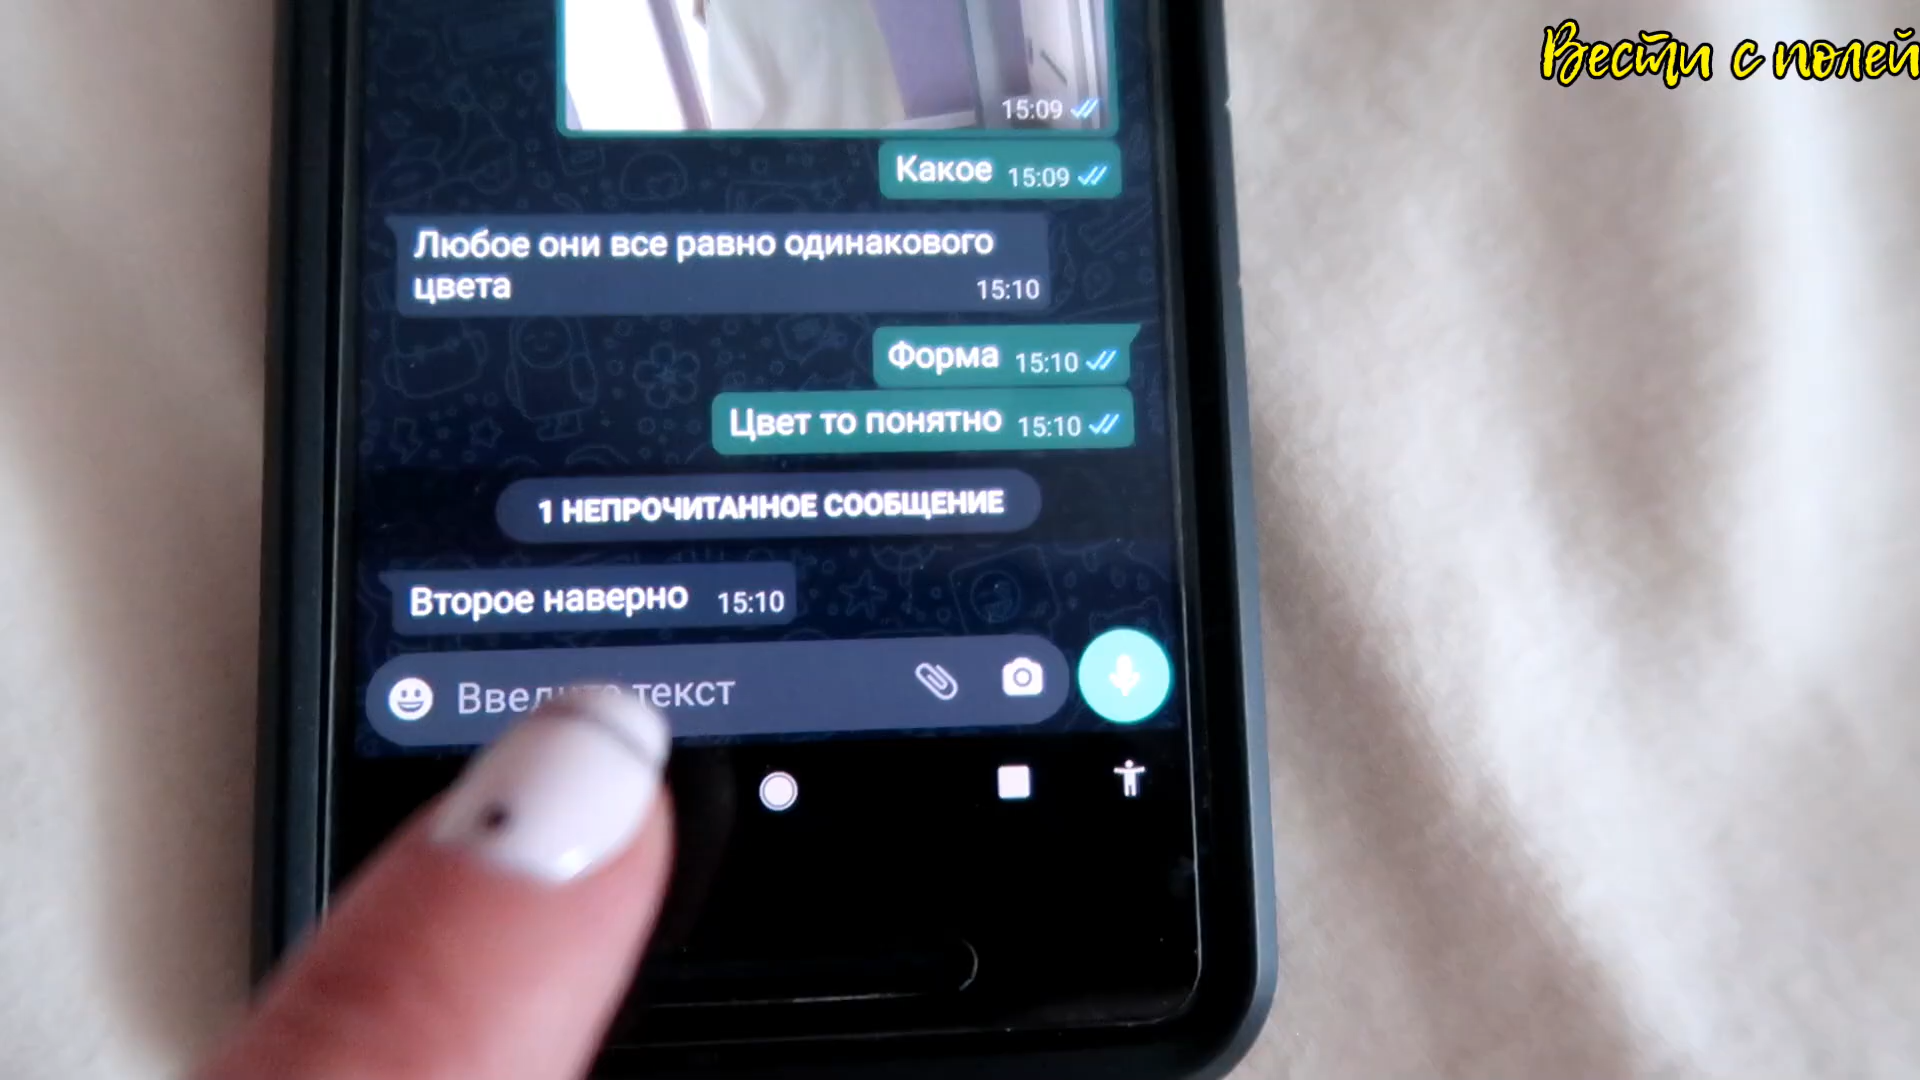 Вести с полей
15:09
Какое 15:09
Любое они все равно одинакового
цвета 15:10
Форма 15:10
Цвет то понятно 15:10
1 НЕПРОЧИТАННОЕ СООБЩЕНИЕ
Второе наверно 15:10
текст